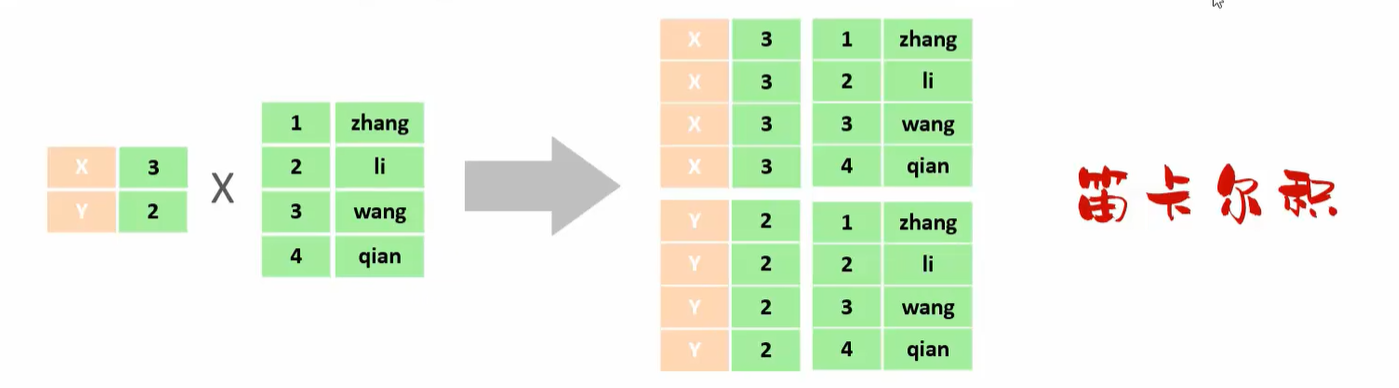 X 3
Y 2
X
1 zhang
2 li
3 wang
4 qian
X 3 1 zhang
X 3 2 li
X 3 3 wang
X 3 4 qian
Y 2 1 zhang
Y 2 2 li
Y 2 3 wang
Y 2 4 qian
笛卡尔积